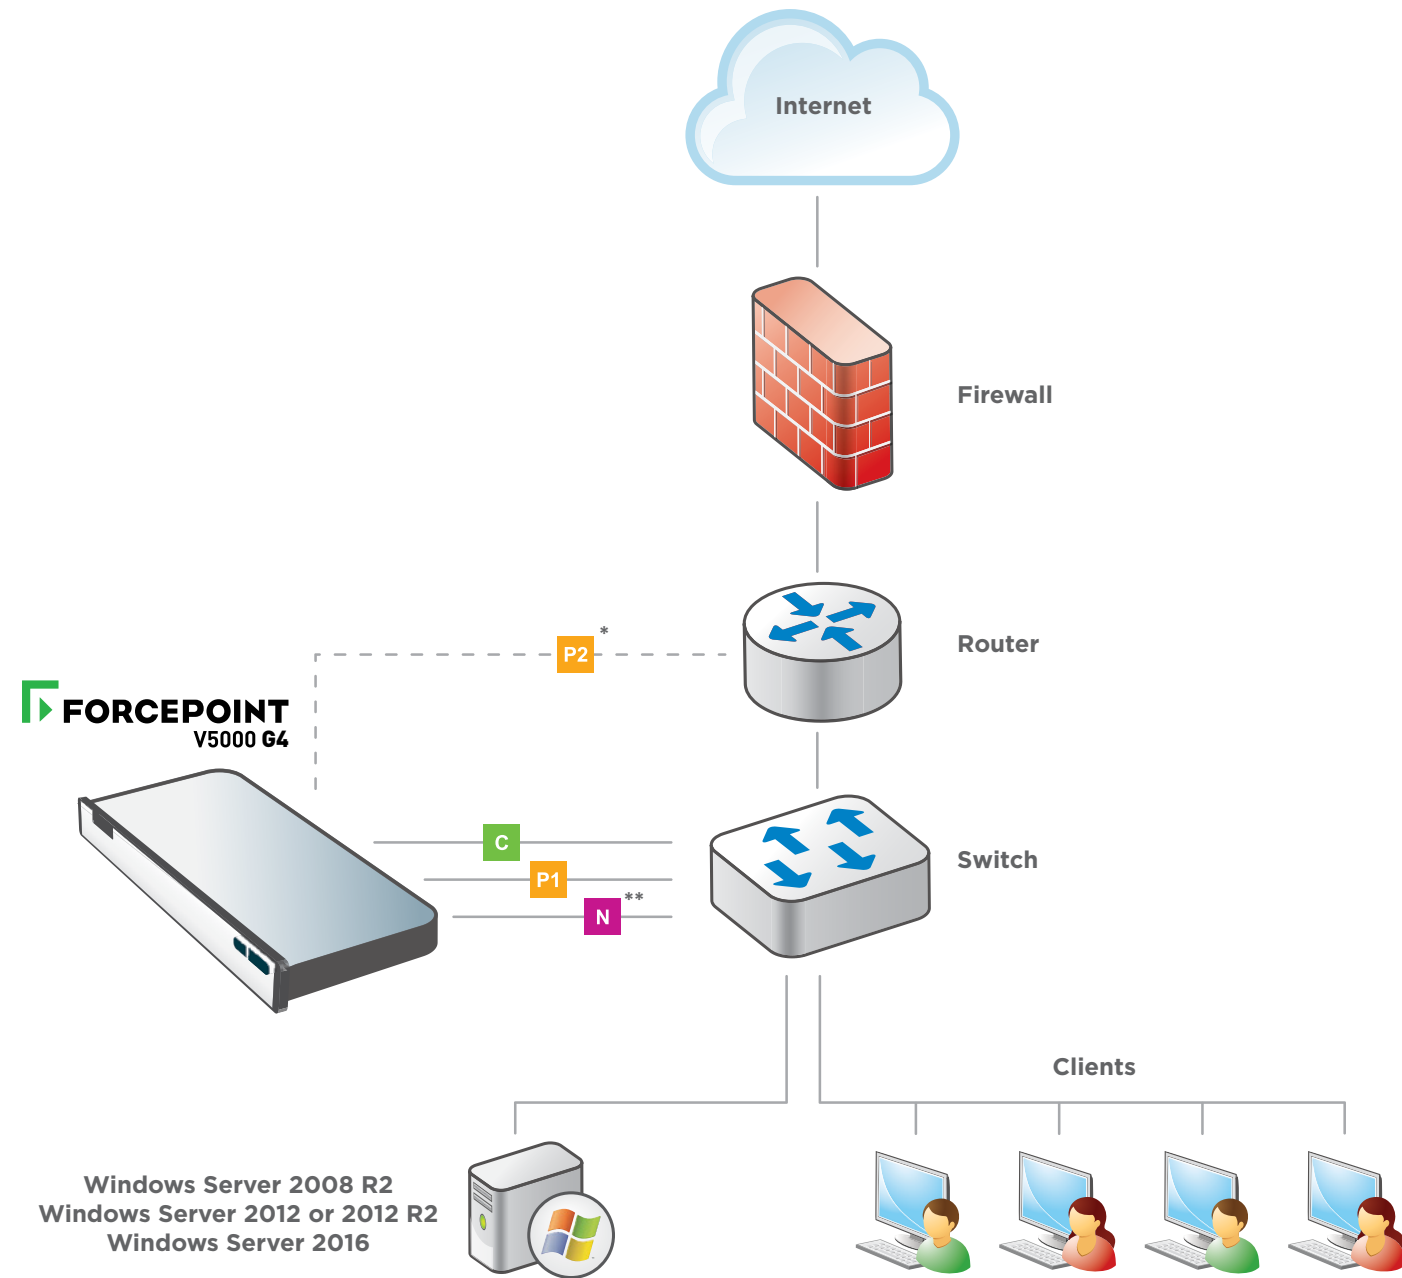 Internet
Firewall
P2 *
Router
FORCEPOINT
V5000 G4
C
P1
N **
Switch
Clients
Windows Server 2008 R2
Windows Server 2012 or 2012 R2
Windows Server 2016